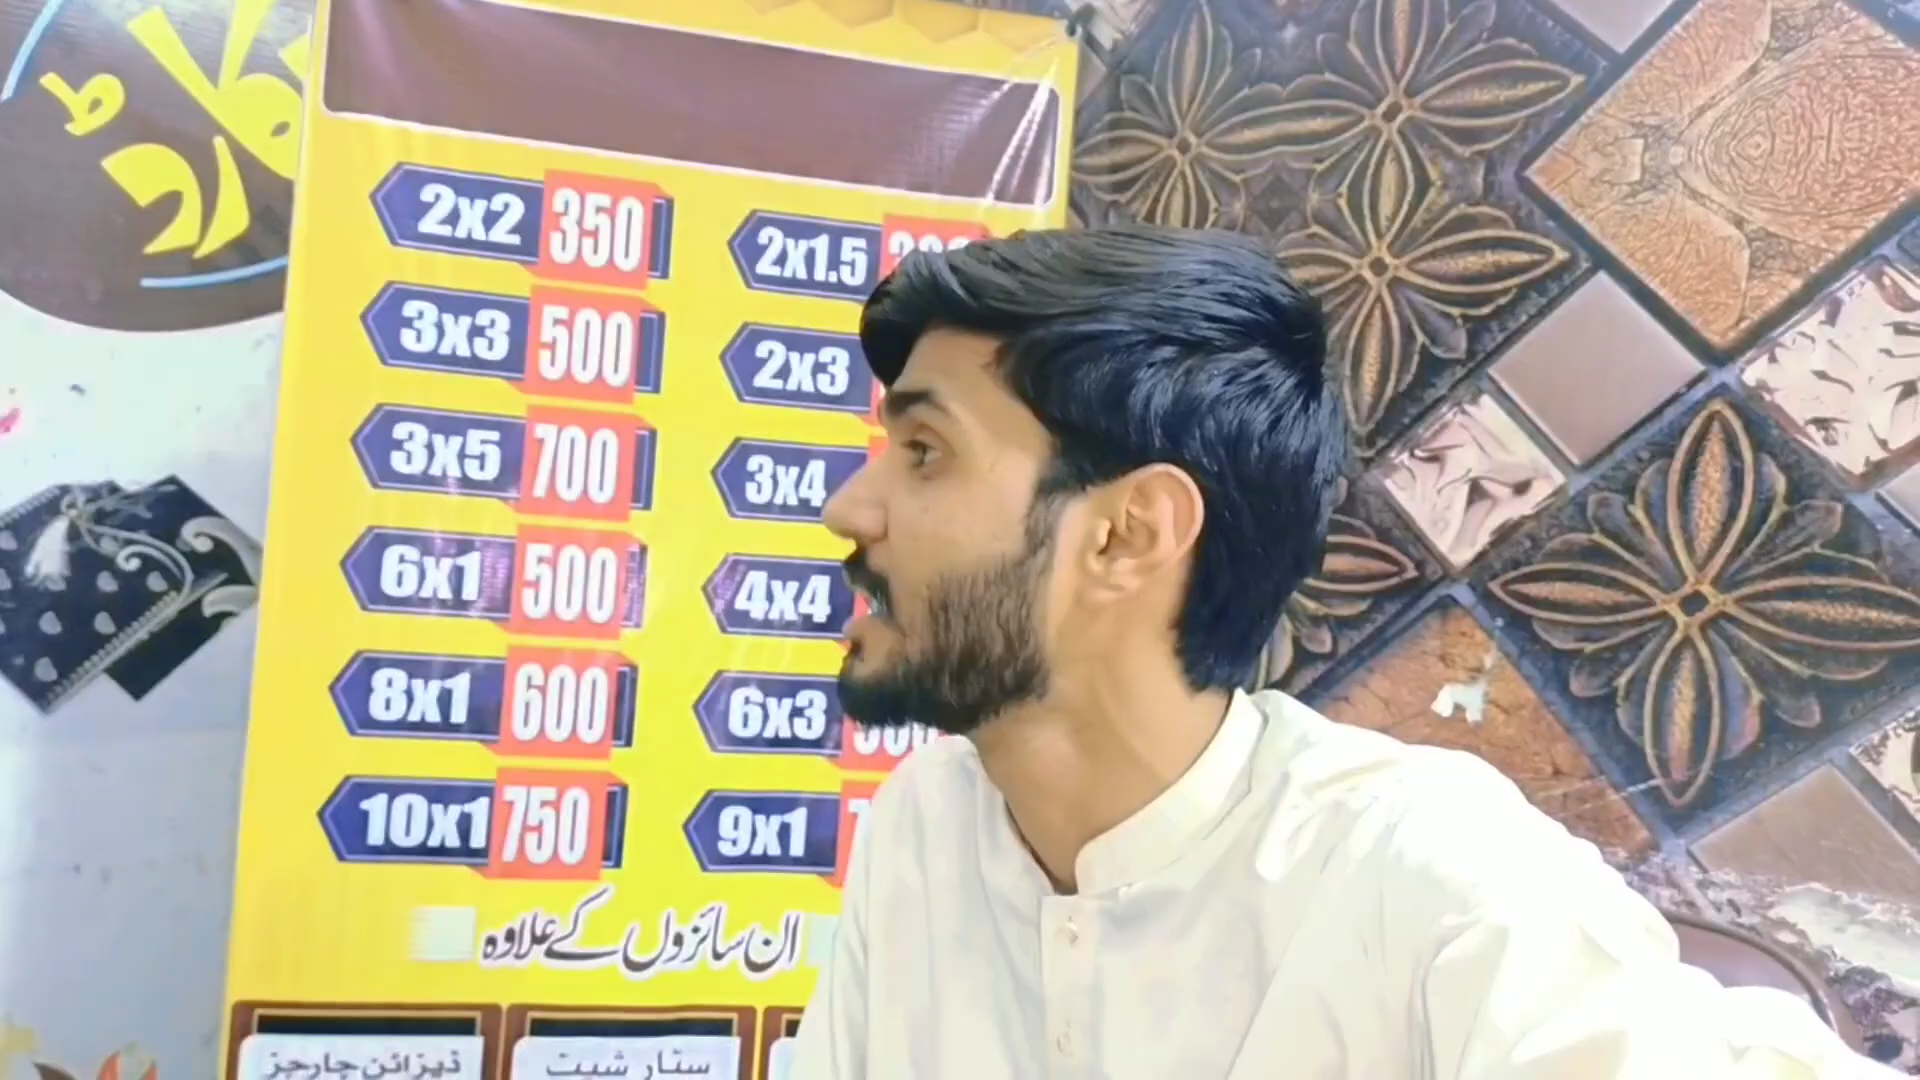 کارڈ
2x2 350
2x1.5
3x3 500
2x3
3x5 700
3x4
6x1 500
4x4
8x1 600
6x3
10x1 750
9x1
ان سائزوں کے علاوہ
ڈیزائن چارجز
سٹار شیٹ